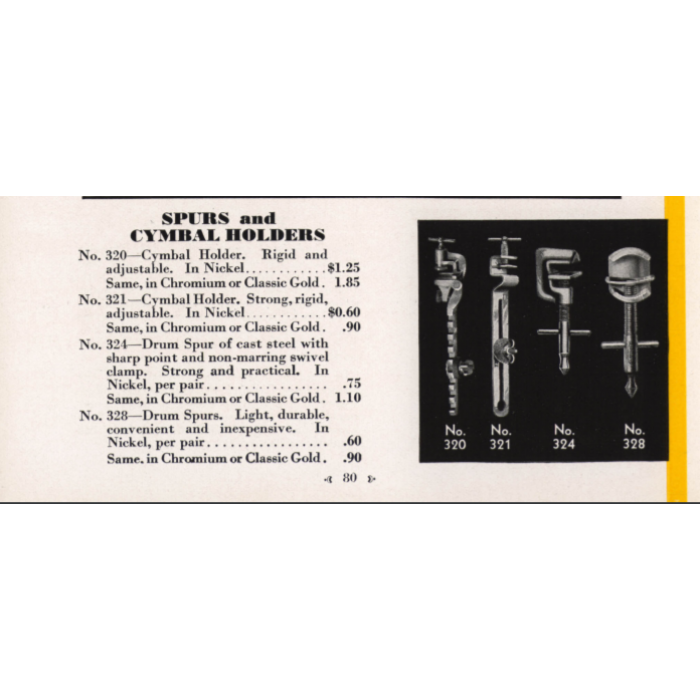 SPURS and
CYMBAL HOLDERS
No. 320—Cymbal Holder. Rigid and
adjustable. In Nickel............$1.25
Same, in Chromium or Classic Gold. 1.85
No. 321—Cymbal Holder. Strong, rigid,
adjustable. In Nickel............$0.60
Same, in Chromium or Classic Gold. .90
No. 324—Drum Spur of cast steel with
sharp point and non-marring swivel
clamp. Strong and practical. In
Nickel, per pair................ .75
Same, in Chromium or Classic Gold. 1.10
No. 328—Drum Spurs. Light, durable,
convenient and inexpensive. In
Nickel, per pair................ .60
Same, in Chromium or Classic Gold. .90
80
No. 320
No. 321
No. 324
No. 328